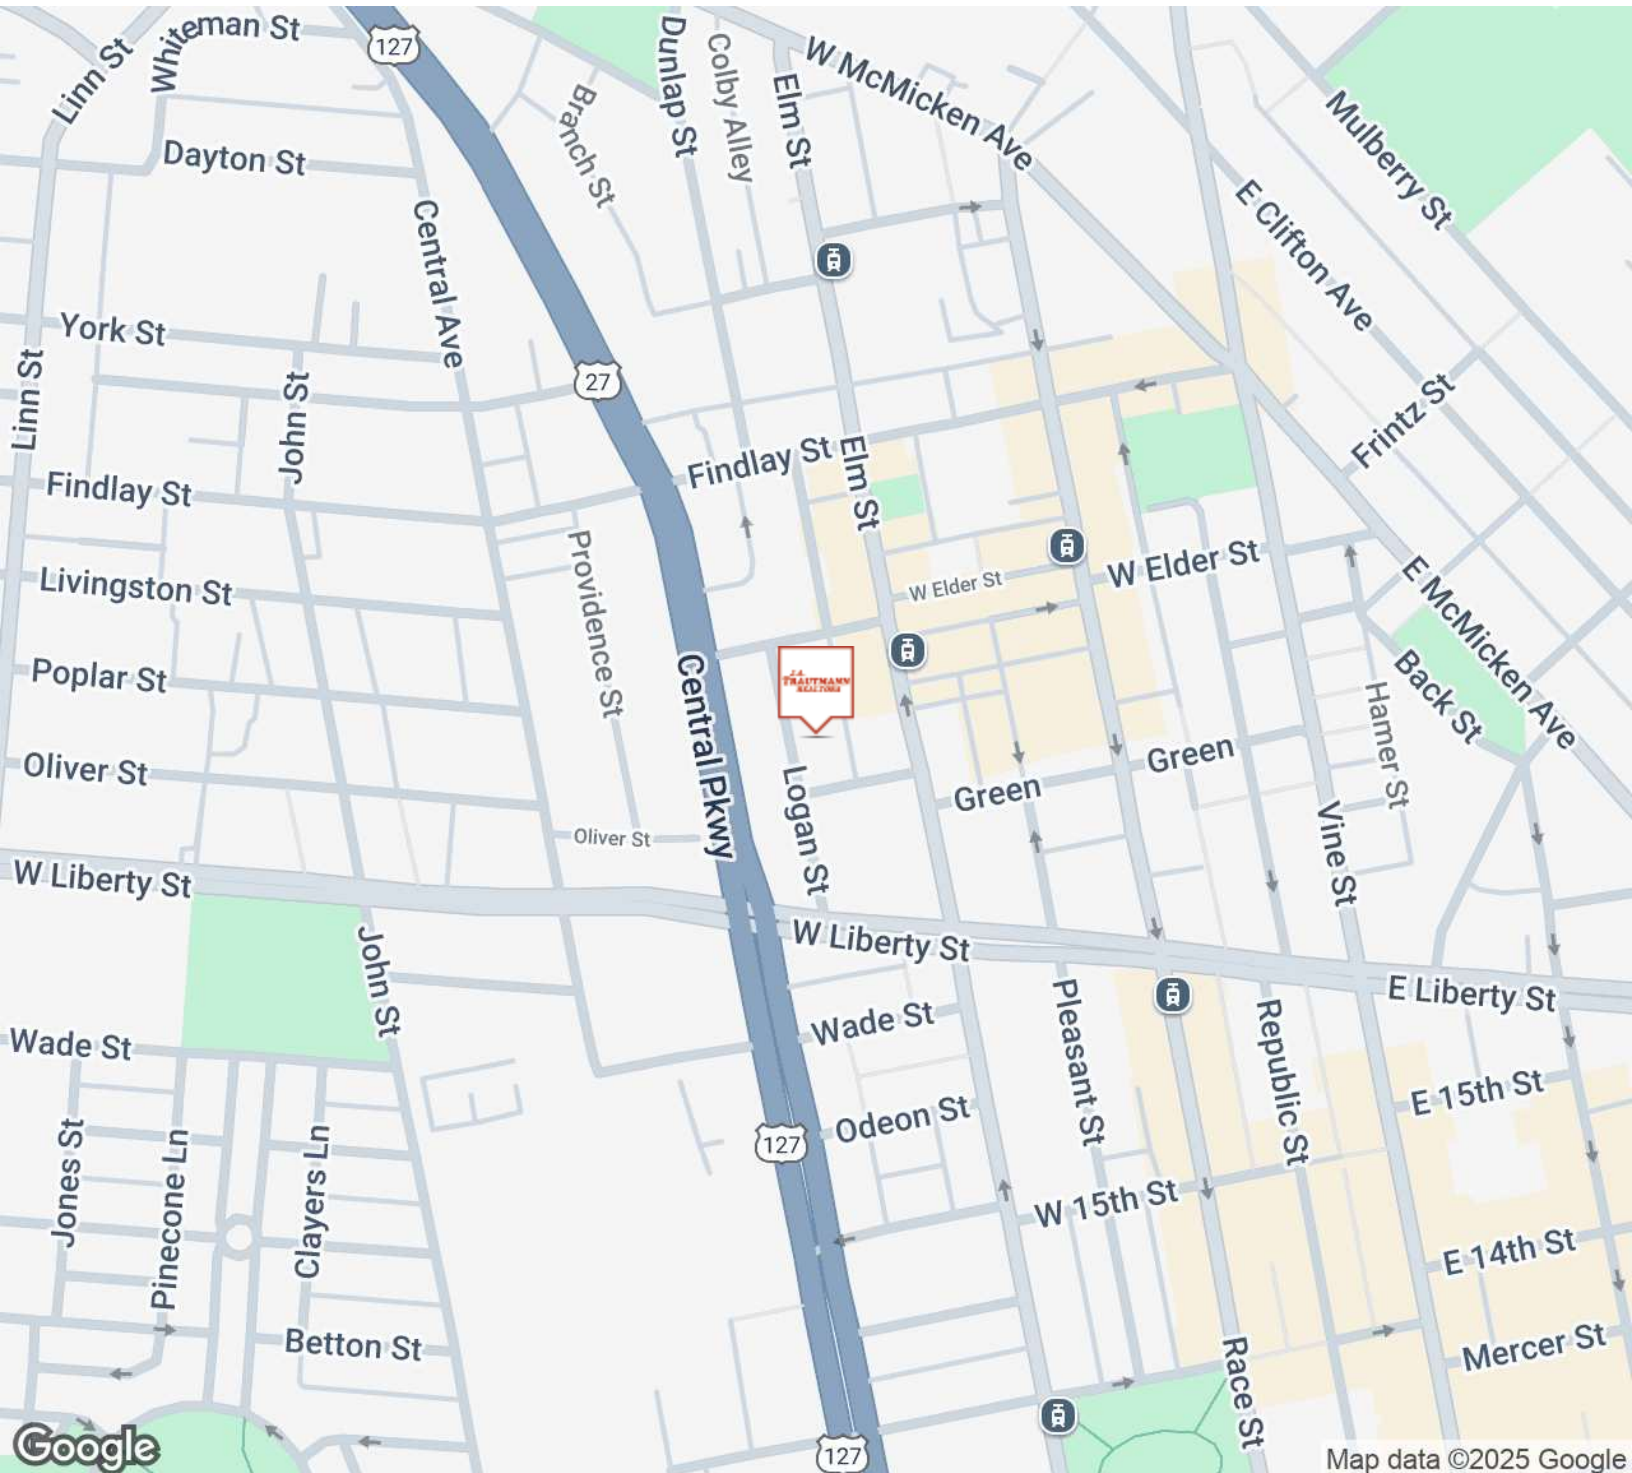 Whiteman St
127
Dunlap St
Colby Alley
Elm St
W McMicken Ave
Linn St
Branch St
Mulberry St
Dayton St
E Clifton Ave
Central Ave
York St
27
Linn St
John St
Frintz St
Findlay St
Elm St
Findlay St
Providence St
W Elder St
W Elder St
E McMicken Ave
Livingston St
Poplar St
Central Pkwy
J.A.
TRAUTMANN
REALTORS
Back St
Hamer St
Oliver St
Logan St
Green
Green
Vine St
Oliver St
W Liberty St
W Liberty St
John St
E Liberty St
Wade St
Wade St
Pleasant St
Republic St
E 15th St
Odeon St
Jones St
Pinecone Ln
Clayers Ln
127
W 15th St
E 14th St
Betton St
Race St
Mercer St
Google
127
Map data ©2025 Google